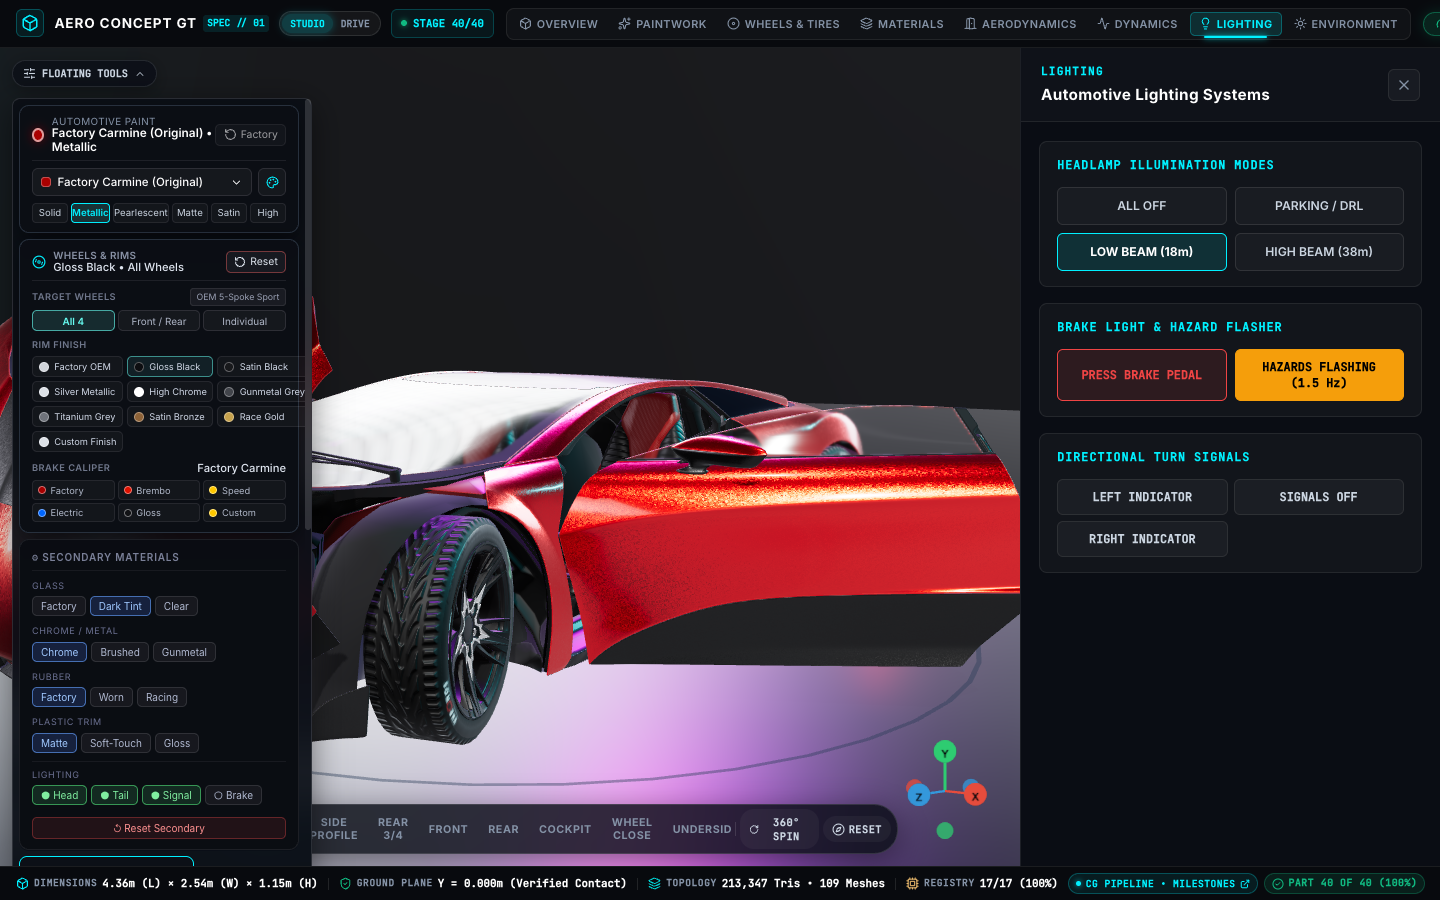 AERO CONCEPT GT
SPEC // 01
STUDIO
DRIVE
STAGE 40/40
OVERVIEW
PAINTWORK
WHEELS & TIRES
MATERIALS
AERODYNAMICS
DYNAMICS
LIGHTING
ENVIRONMENT
FLOATING TOOLS
AUTOMOTIVE PAINT
Factory Carmine (Original) •
Metallic
Factory
Factory Carmine (Original)
Solid
Metallic
Pearlescent
Matte
Satin
High
WHEELS & RIMS
Gloss Black • All Wheels
Reset
TARGET WHEELS
OEM 5-Spoke Sport
All 4
Front / Rear
Individual
RIM FINISH
Factory OEM
Gloss Black
Satin Black
Silver Metallic
High Chrome
Gunmetal Grey
Titanium Grey
Satin Bronze
Race Gold
Custom Finish
BRAKE CALIPER
Factory Carmine
Factory
Brembo
Speed
Electric
Gloss
Custom
SECONDARY MATERIALS
GLASS
Factory
Dark Tint
Clear
CHROME / METAL
Chrome
Brushed
Gunmetal
RUBBER
Factory
Worn
Racing
PLASTIC TRIM
Matte
Soft-Touch
Gloss
LIGHTING
Head
Tail
Signal
Brake
Reset Secondary
SIDE
PROFILE
REAR
3/4
FRONT
REAR
COCKPIT
WHEEL
CLOSE
UNDERSID
360°
SPIN
RESET
Y
Z
X
LIGHTING
Automotive Lighting Systems
HEADLAMP ILLUMINATION MODES
ALL OFF
PARKING / DRL
LOW BEAM (18m)
HIGH BEAM (38m)
BRAKE LIGHT & HAZARD FLASHER
PRESS BRAKE PEDAL
HAZARDS FLASHING
(1.5 Hz)
DIRECTIONAL TURN SIGNALS
LEFT INDICATOR
SIGNALS OFF
RIGHT INDICATOR
DIMENSIONS 4.36m (L) × 2.54m (W) × 1.15m (H)
GROUND PLANE Y = 0.000m (Verified Contact)
TOPOLOGY 213,347 Tris • 109 Meshes
REGISTRY 17/17 (100%)
CG PIPELINE • MILESTONES
PART 40 OF 40 (100%)